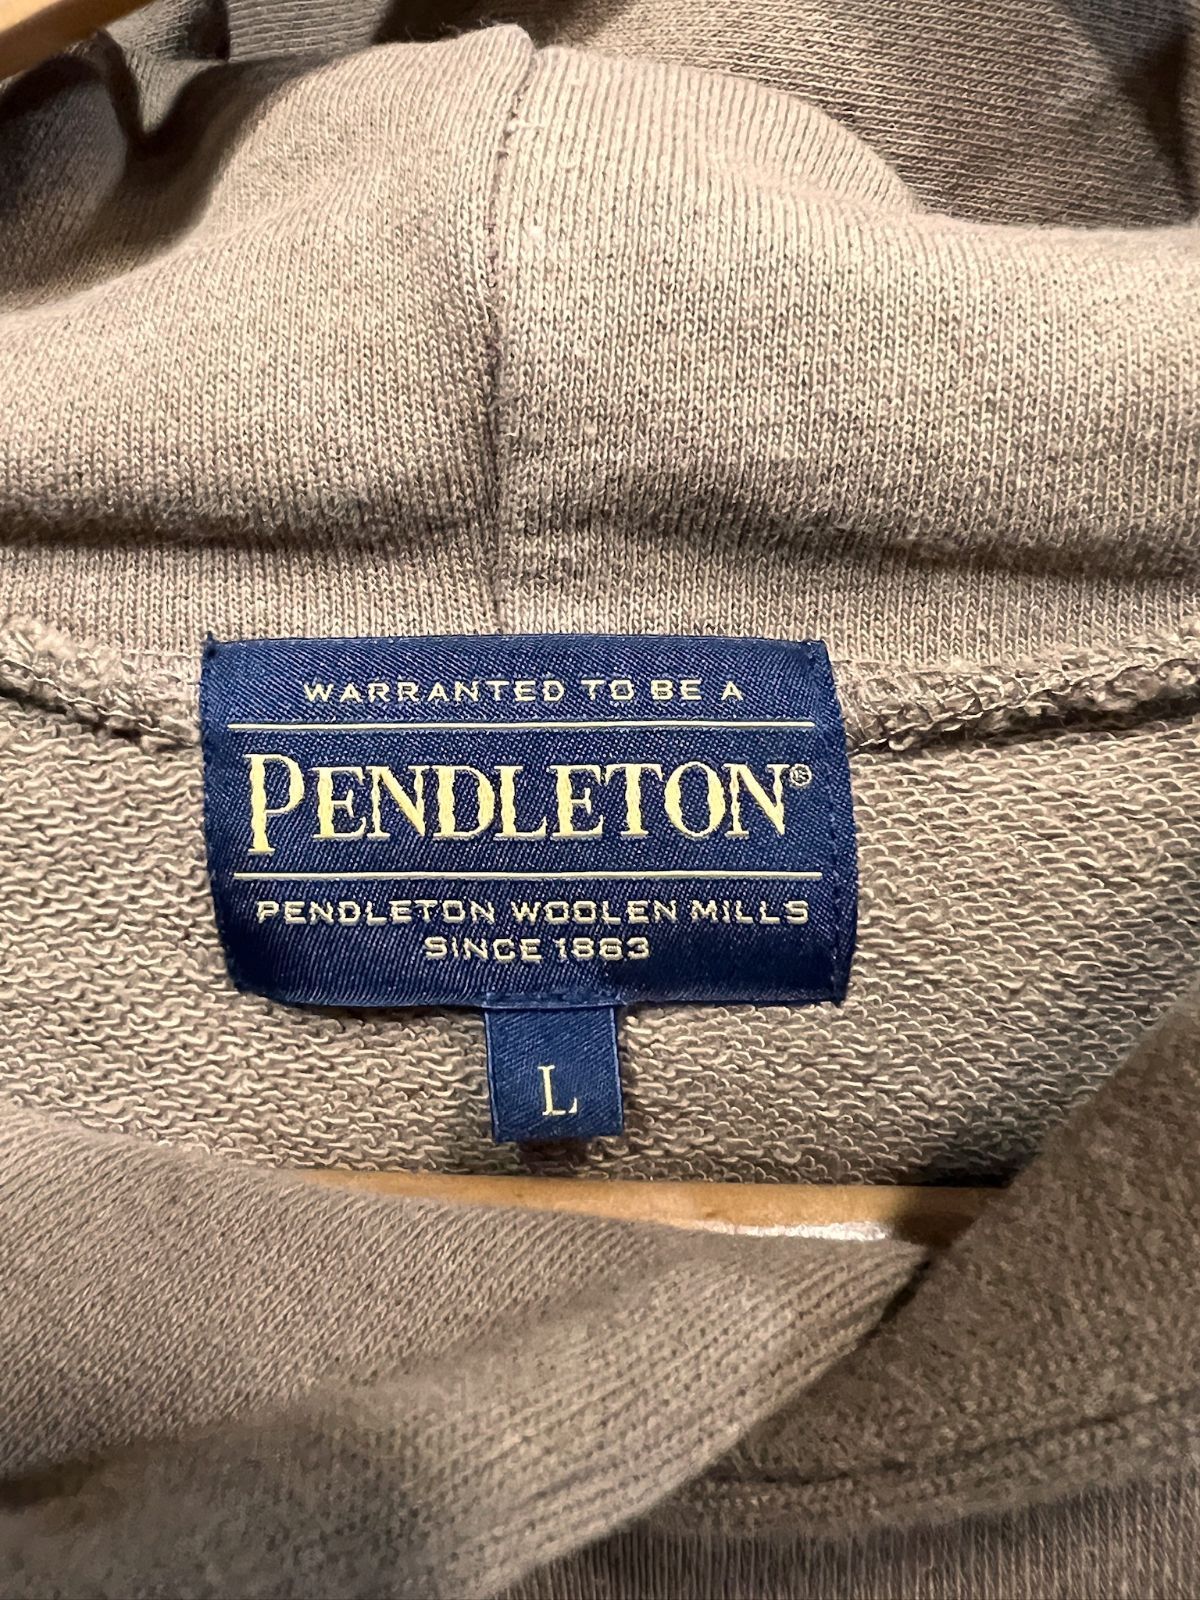 WARRANTED TO BE A
PENDLETON®
PENDLETON WOOLEN MILLS
SINCE 1863
L